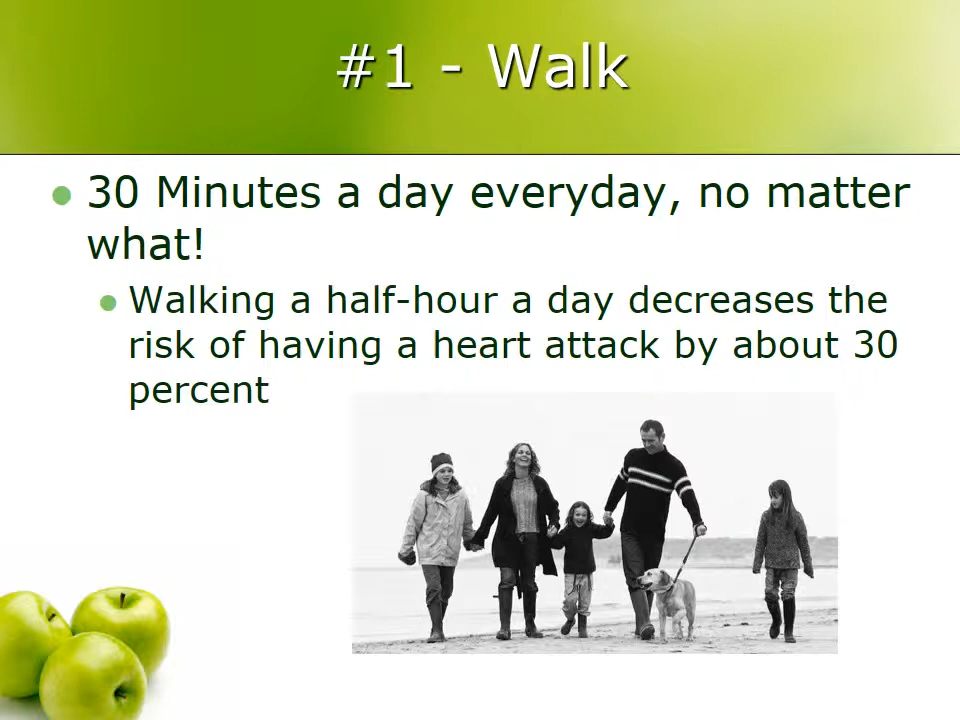 #1 - Walk
30 Minutes a day everyday, no matter
what!
Walking a half-hour a day decreases the
risk of having a heart attack by about 30
percent